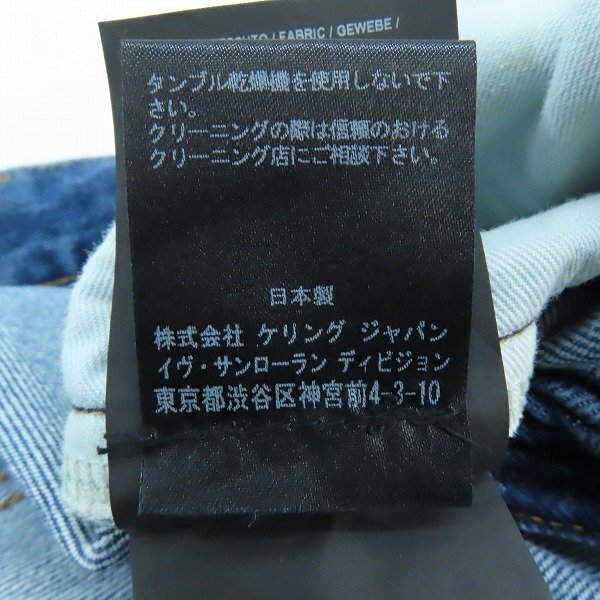 / FABRIC / GEWEBE /
タンブル乾燥機を使用しないで下
さい。
クリーニングの際は信頼のおける
クリーニング店にご相談下さい。
日本製
株式会社 ケリング ジャパン
イヴ・サンローラン ディビジョン
東京都渋谷区神宮前4-3-10